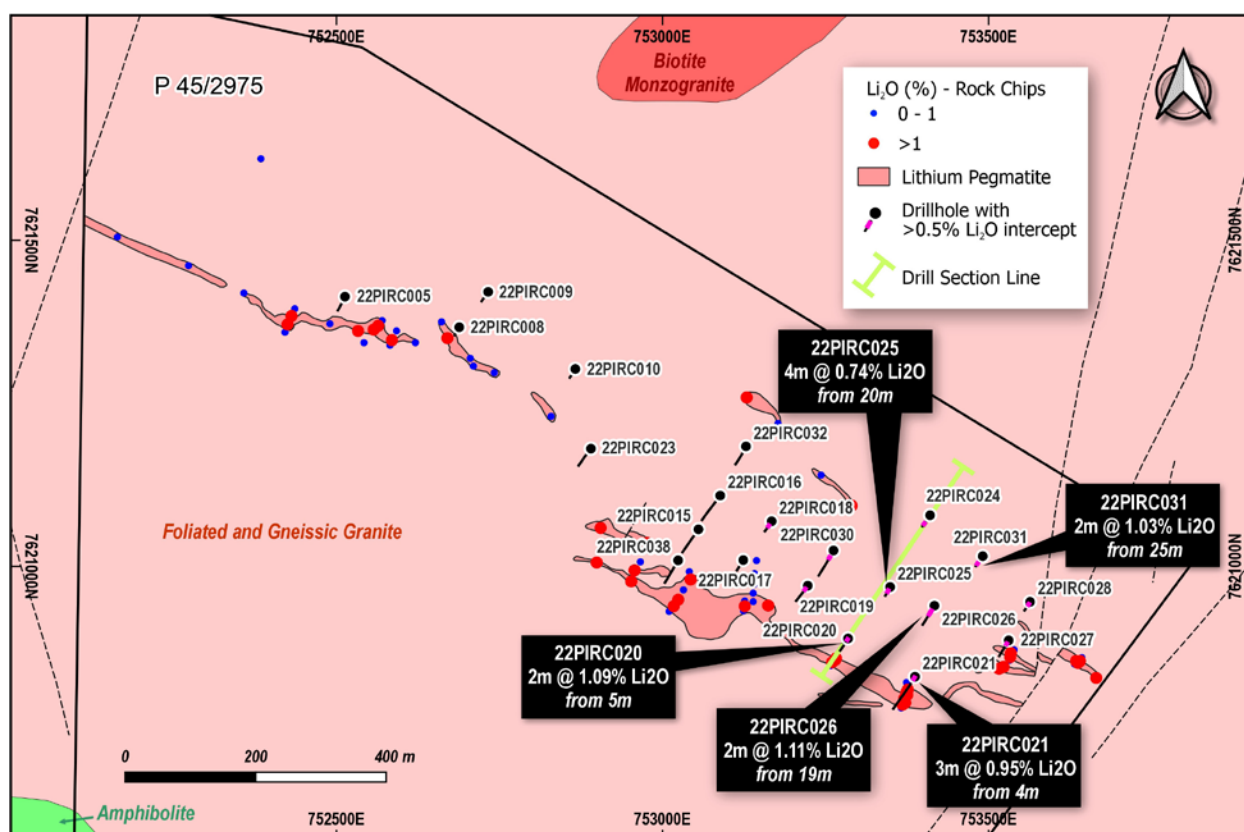 752500E
753000E
753500E
P 45/2975
Biotite
Monzogranite
Li₂O (%) - Rock Chips
0 - 1
>1
Lithium Pegmatite
Drillhole with
>0.5% Li₂O intercept
Drill Section Line
7621500N
7621500N
22PIRC005
22PIRC009
22PIRC008
22PIRC010
22PIRC025
4m @ 0.74% Li2O
from 20m
22PIRC032
22PIRC023
22PIRC016
22PIRC024
22PIRC018
22PIRC015
22PIRC030
22PIRC031
2m @ 1.03% Li2O
from 25m
Foliated and Gneissic Granite
22PIRC031
22PIRC038
7621000N
7621000N
22PIRC017
22PIRC025
22PIRC028
22PIRC019
22PIRC026
22PIRC020
22PIRC027
22PIRC020
2m @ 1.09% Li2O
from 5m
22PIRC021
22PIRC026
2m @ 1.11% Li2O
from 19m
22PIRC021
3m @ 0.95% Li2O
from 4m
0
200
400 m
Amphibolite
752500E
753000E
753500E